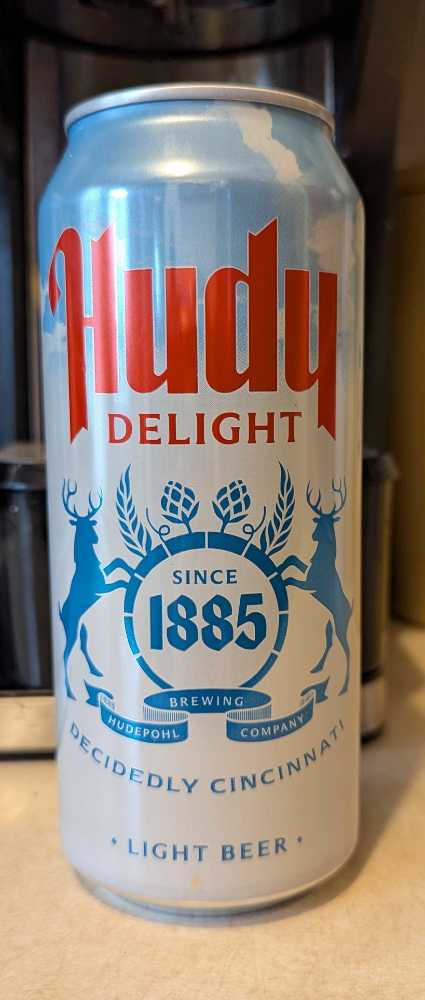 Hudy
DELIGHT
SINCE
1885
BREWING
HUDEPOHL COMPANY
DECIDEDLY CINCINNATI
• LIGHT BEER •